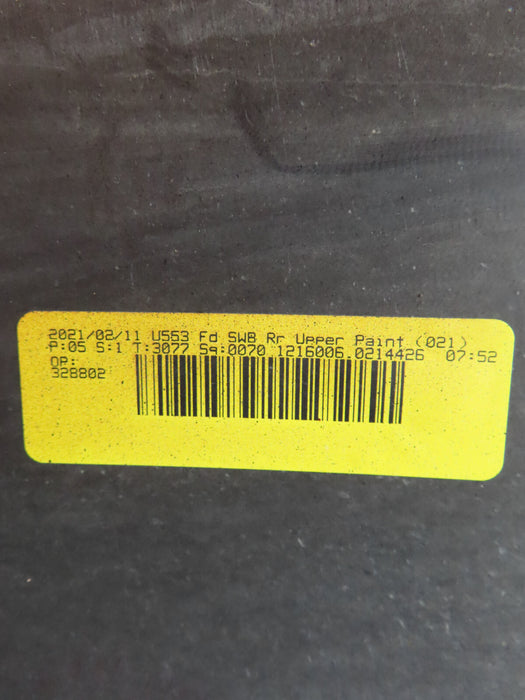 2021/02/11 U553 Fd SWB Rr Upper Paint (021)
P:05 S:1 T:3077 Sq:0070 1216006.0214426 07:52
OP:
328802